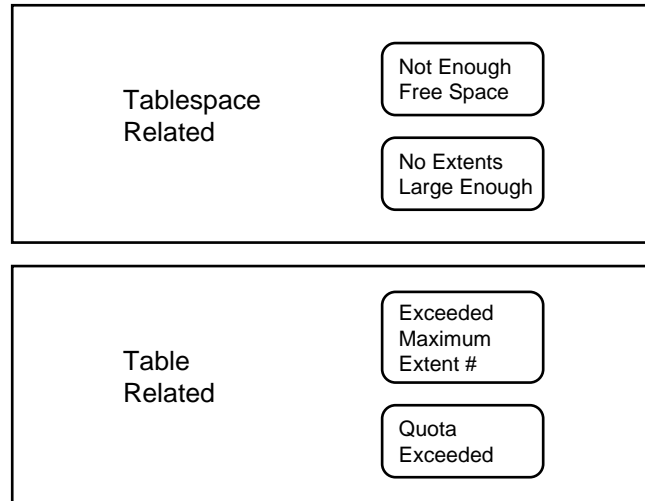 Tablespace
Related
Not Enough
Free Space
No Extents
Large Enough
Table
Related
Exceeded
Maximum
Extent #
Quota
Exceeded